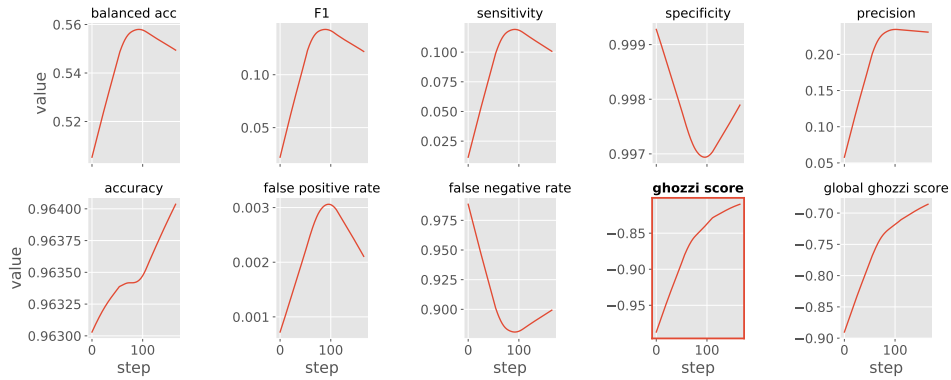 balanced acc
F1
sensitivity
specificity
precision
value
0.56
0.54
0.52
0.10
0.05
0.100
0.075
0.050
0.025
0.999
0.998
0.997
0.20
0.15
0.10
0.05
accuracy
false positive rate
false negative rate
ghozzi score
global ghozzi score
value
0.96400
0.96375
0.96350
0.96325
0.96300
0.003
0.002
0.001
0.975
0.950
0.925
0.900
−0.85
−0.90
−0.95
−0.70
−0.75
−0.80
−0.85
−0.90
0 100
0 100
0 100
0 100
0 100
step
step
step
step
step